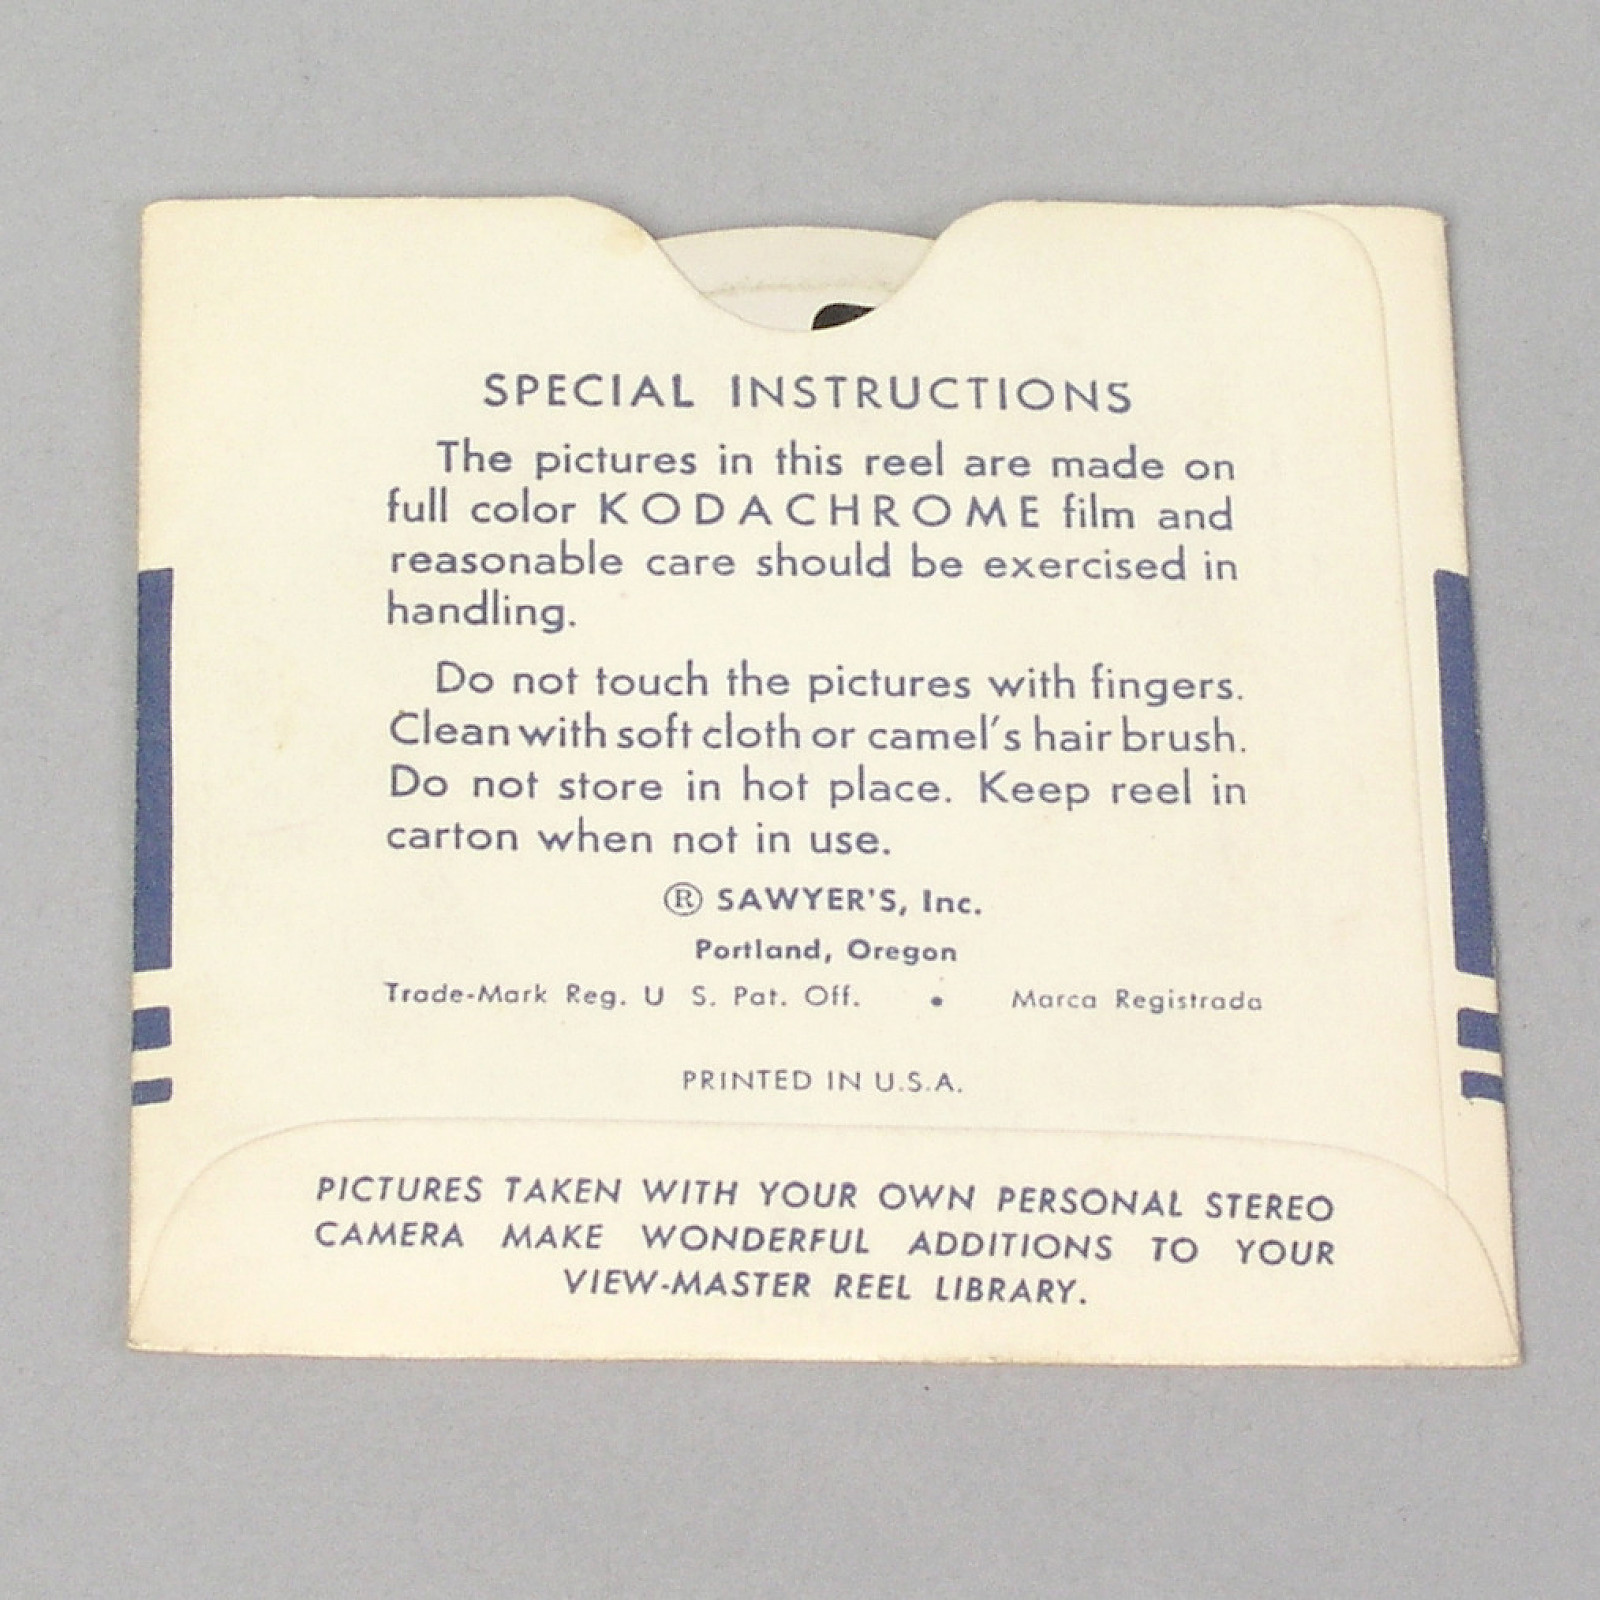 SPECIAL INSTRUCTIONS
The pictures in this reel are made on
full color KODACHROME film and
reasonable care should be exercised in
handling.
Do not touch the pictures with fingers.
Clean with soft cloth or camel's hair brush.
Do not store in hot place. Keep reel in
carton when not in use.
® SAWYER'S, Inc.
Portland, Oregon
Trade-Mark Reg. U S. Pat. Off. • Marca Registrada
PRINTED IN U.S.A.
PICTURES TAKEN WITH YOUR OWN PERSONAL STEREO
CAMERA MAKE WONDERFUL ADDITIONS TO YOUR
VIEW-MASTER REEL LIBRARY.